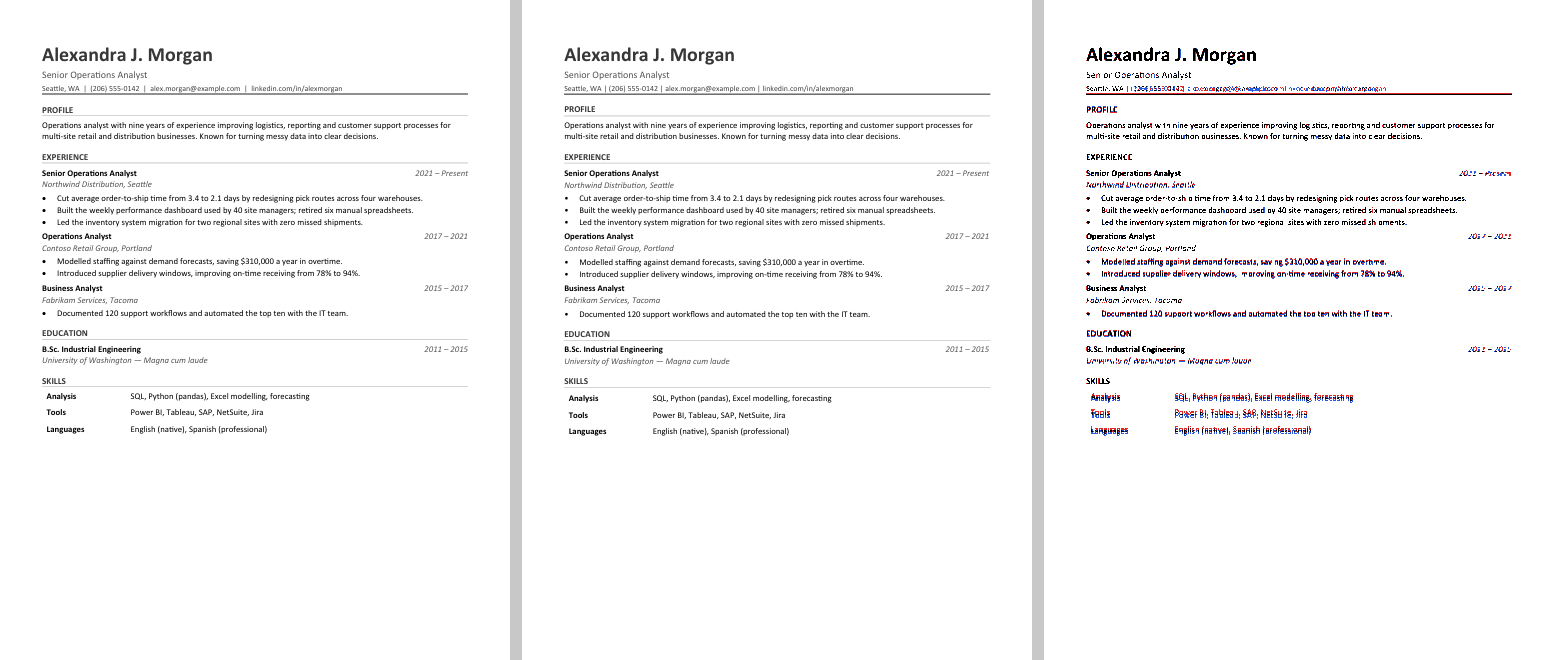 Alexandra J. Morgan
Senior Operations Analyst
Seattle, WA | (206) 555-0142 | alex.morgan@example.com | linkedin.com/in/alexmorgan
PROFILE
Operations analyst with nine years of experience improving logistics, reporting and customer support processes for
multi-site retail and distribution businesses. Known for turning messy data into clear decisions.
EXPERIENCE
Senior Operations Analyst 2021 – Present
Northwind Distribution, Seattle
• Cut average order-to-ship time from 3.4 to 2.1 days by redesigning pick routes across four warehouses.
• Built the weekly performance dashboard used by 40 site managers; retired six manual spreadsheets.
• Led the inventory system migration for two regional sites with zero missed shipments.
Operations Analyst 2017 – 2021
Contoso Retail Group, Portland
• Modelled staffing against demand forecasts, saving $310,000 a year in overtime.
• Introduced supplier delivery windows, improving on-time receiving from 78% to 94%.
Business Analyst 2015 – 2017
Fabrikam Services, Tacoma
• Documented 120 support workflows and automated the top ten with the IT team.
EDUCATION
B.Sc. Industrial Engineering 2011 – 2015
University of Washington — Magna cum laude
SKILLS
Analysis SQL, Python (pandas), Excel modelling, forecasting
Tools Power BI, Tableau, SAP, NetSuite, Jira
Languages English (native), Spanish (professional)
Alexandra J. Morgan
Senior Operations Analyst
Seattle, WA | (206) 555-0142 | alex.morgan@example.com | linkedin.com/in/alexmorgan
PROFILE
Operations analyst with nine years of experience improving logistics, reporting and customer support processes for
multi-site retail and distribution businesses. Known for turning messy data into clear decisions.
EXPERIENCE
Senior Operations Analyst 2021 – Present
Northwind Distribution, Seattle
• Cut average order-to-ship time from 3.4 to 2.1 days by redesigning pick routes across four warehouses.
• Built the weekly performance dashboard used by 40 site managers; retired six manual spreadsheets.
• Led the inventory system migration for two regional sites with zero missed shipments.
Operations Analyst 2017 – 2021
Contoso Retail Group, Portland
• Modelled staffing against demand forecasts, saving $310,000 a year in overtime.
• Introduced supplier delivery windows, improving on-time receiving from 78% to 94%.
Business Analyst 2015 – 2017
Fabrikam Services, Tacoma
• Documented 120 support workflows and automated the top ten with the IT team.
EDUCATION
B.Sc. Industrial Engineering 2011 – 2015
University of Washington — Magna cum laude
SKILLS
Analysis SQL, Python (pandas), Excel modelling, forecasting
Tools Power BI, Tableau, SAP, NetSuite, Jira
Languages English (native), Spanish (professional)
Alexandra J. Morgan
Senior Operations Analyst
Seattle, WA | (206) 555-0142
PROFILE
Operations analyst with nine years of experience improving logistics, reporting and customer support processes for
multi-site retail and distribution businesses. Known for turning messy data into clear decisions.
EXPERIENCE
Senior Operations Analyst 2021 – Present
Northwind Distribution, Seattle
• Cut average order-to-ship time from 3.4 to 2.1 days by redesigning pick routes across four warehouses.
• Built the weekly performance dashboard used by 40 site managers; retired six manual spreadsheets.
• Led the inventory system migration for two regional sites with zero missed shipments.
Operations Analyst 2017 – 2021
Contoso Retail Group, Portland
• Modelled staffing against demand forecasts, saving $310,000 a year in overtime.
• Introduced supplier delivery windows, improving on-time receiving from 78% to 94%.
Business Analyst 2015 – 2017
Fabrikam Services, Tacoma
• Documented 120 support workflows and automated the top ten with the IT team.
EDUCATION
B.Sc. Industrial Engineering 2011 – 2015
University of Washington — Magna cum laude
SKILLS
Analysis SQL, Python (pandas), Excel modelling, forecasting
Tools Power BI, Tableau, SAP, NetSuite, Jira
Languages English (native), Spanish (professional)